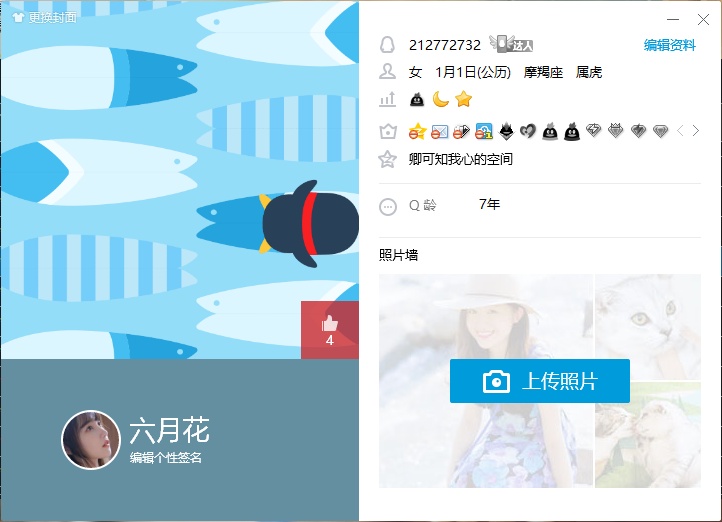 更换封面
4
六月花
编辑个性签名
212772732 达人 编辑资料
女 1月1日(公历) 摩羯座 属虎
卿可知我心的空间
Q 龄 7年
照片墙
上传照片